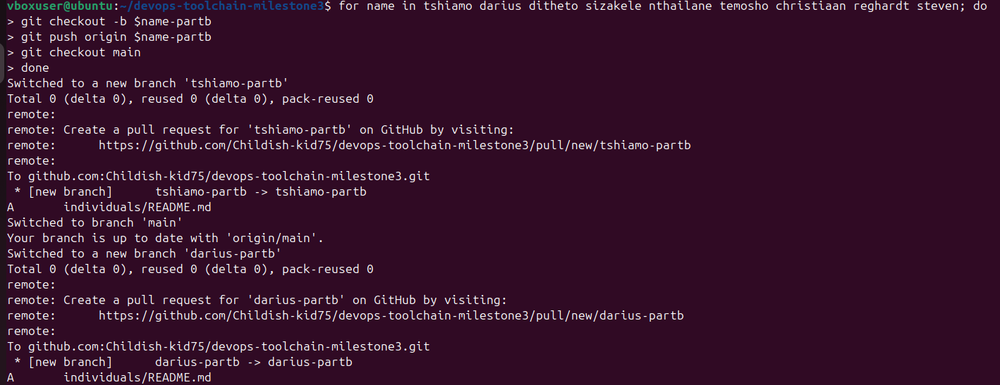 vboxuser@ubuntu:~/devops-toolchain-milestone3$ for name in tshiamo darius ditheto sizakele nthailane temosho christiaan reghardt steven; do
> git checkout -b $name-partb
> git push origin $name-partb
> git checkout main
> done
Switched to a new branch 'tshiamo-partb'
Total 0 (delta 0), reused 0 (delta 0), pack-reused 0
remote:
remote: Create a pull request for 'tshiamo-partb' on GitHub by visiting:
remote:      https://github.com/Childish-kid75/devops-toolchain-milestone3/pull/new/tshiamo-partb
remote:
To github.com:Childish-kid75/devops-toolchain-milestone3.git
 * [new branch]      tshiamo-partb -> tshiamo-partb
A       individuals/README.md
Switched to branch 'main'
Your branch is up to date with 'origin/main'.
Switched to a new branch 'darius-partb'
Total 0 (delta 0), reused 0 (delta 0), pack-reused 0
remote:
remote: Create a pull request for 'darius-partb' on GitHub by visiting:
remote:      https://github.com/Childish-kid75/devops-toolchain-milestone3/pull/new/darius-partb
remote:
To github.com:Childish-kid75/devops-toolchain-milestone3.git
 * [new branch]      darius-partb -> darius-partb
A       individuals/README.md